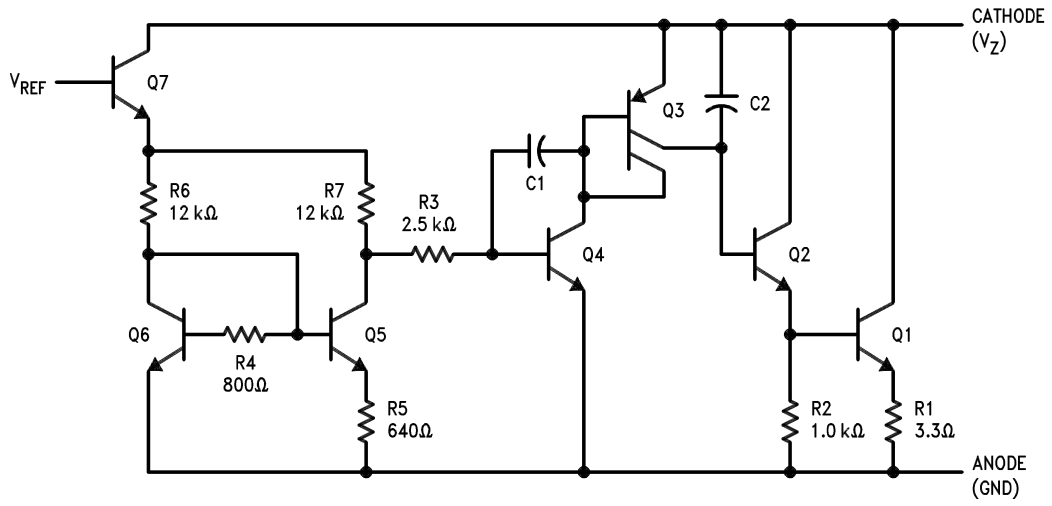 CATHODE
(VZ)
VREF
Q7
Q3
C2
C1
R6
12 kΩ
R7
12 kΩ
R3
2.5 kΩ
Q4
Q2
Q6
R4
800Ω
Q5
Q1
R5
640Ω
R2
1.0 kΩ
R1
3.3Ω
ANODE
(GND)